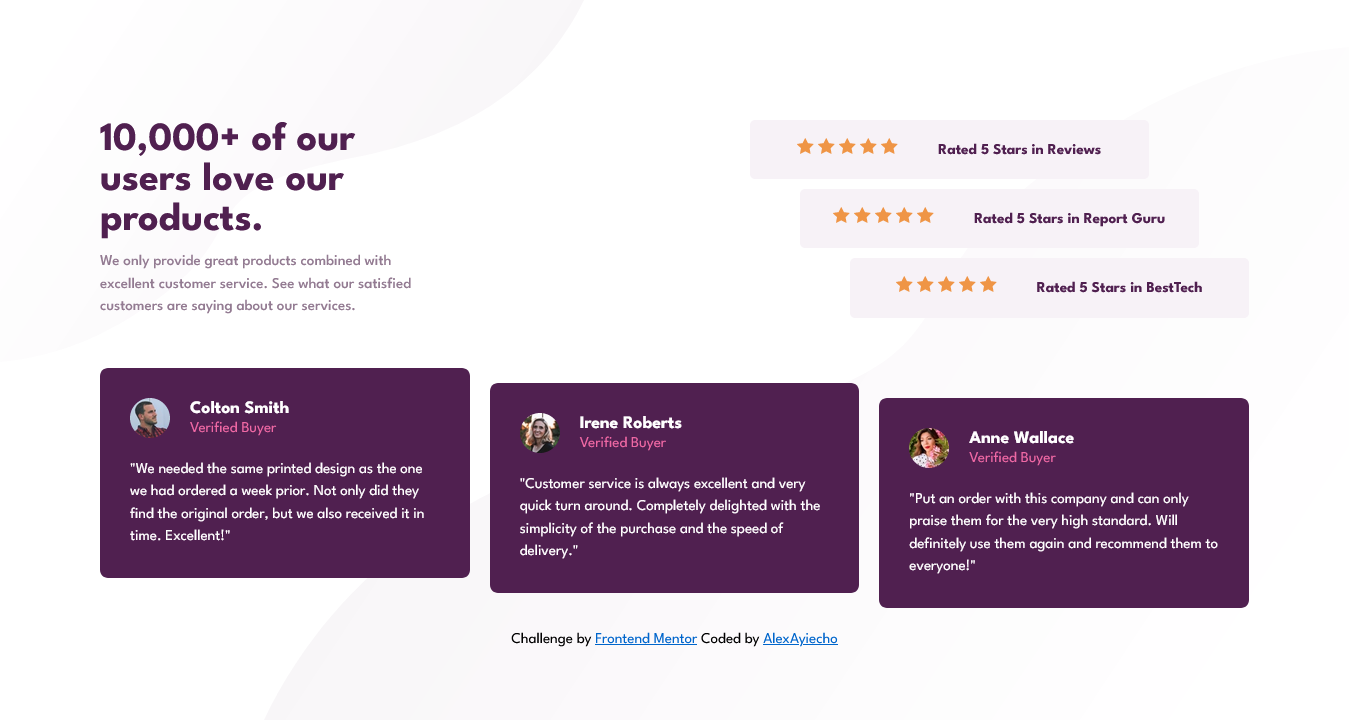 10,000+ of our
users love our
products.
We only provide great products combined with
excellent customer service. See what our satisfied
customers are saying about our services.
Rated 5 Stars in Reviews
Rated 5 Stars in Report Guru
Rated 5 Stars in BestTech
Colton Smith
Verified Buyer
"We needed the same printed design as the one
we had ordered a week prior. Not only did they
find the original order, but we also received it in
time. Excellent!"
Irene Roberts
Verified Buyer
"Customer service is always excellent and very
quick turn around. Completely delighted with the
simplicity of the purchase and the speed of
delivery."
Anne Wallace
Verified Buyer
"Put an order with this company and can only
praise them for the very high standard. Will
definitely use them again and recommend them to
everyone!"
Challenge by Frontend Mentor Coded by AlexAyiecho